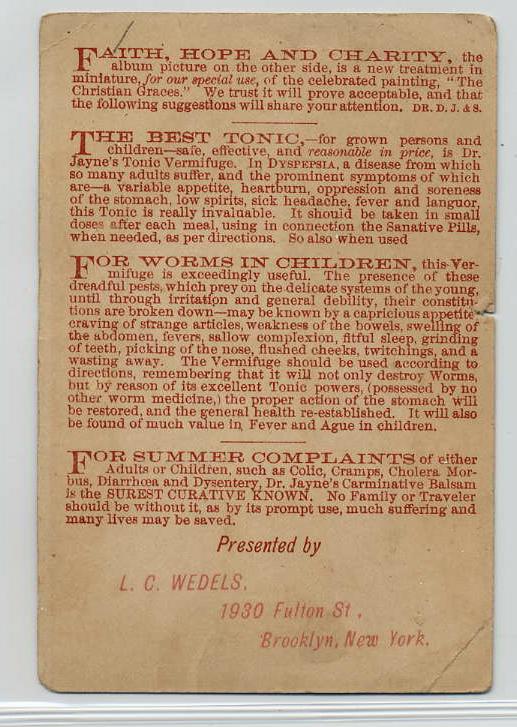 FAITH, HOPE AND CHARITY, the
album picture on the other side, is a new treatment in
miniature, for our special use, of the celebrated painting, "The
Christian Graces." We trust it will prove acceptable, and that
the following suggestions will share your attention. DR. D. J. & S.
THE BEST TONIC,—for grown persons and
children—safe, effective, and reasonable in price, is Dr.
Jayne's Tonic Vermifuge. In DYSPEPSIA, a disease from which
so many adults suffer, and the prominent symptoms of which
are—a variable appetite, heartburn, oppression and soreness
of the stomach, low spirits, sick headache, fever and languor,
this Tonic is really invaluable. It should be taken in small
doses after each meal, using in connection the Sanative Pills,
when needed, as per directions. So also when used
FOR WORMS IN CHILDREN, this Ver-
mifuge is exceedingly useful. The presence of these
dreadful pests, which prey on the delicate systems of the young,
until through irritation and general debility, their constitu-
tions are broken down—may be known by a capricious appetite
craving of strange articles, weakness of the bowels, swelling of
the abdomen, fevers, sallow complexion, fitful sleep, grinding
of teeth, picking of the nose, flushed cheeks, twitchings, and a
wasting away. The Vermifuge should be used according to
directions, remembering that it will not only destroy Worms,
but by reason of its excellent Tonic powers, (possessed by no
other worm medicine,) the proper action of the stomach will
be restored, and the general health re-established. It will also
be found of much value in Fever and Ague in children.
FOR SUMMER COMPLAINTS of either
Adults or Children, such as Colic, Cramps, Cholera Mor-
bus, Diarrhœa and Dysentery, Dr. Jayne's Carminative Balsam
is the SUREST CURATIVE KNOWN. No Family or Traveler
should be without it, as by its prompt use, much suffering and
many lives may be saved.
Presented by
L. C. WEDELS,
1930 Fulton St.,
Brooklyn, New York.